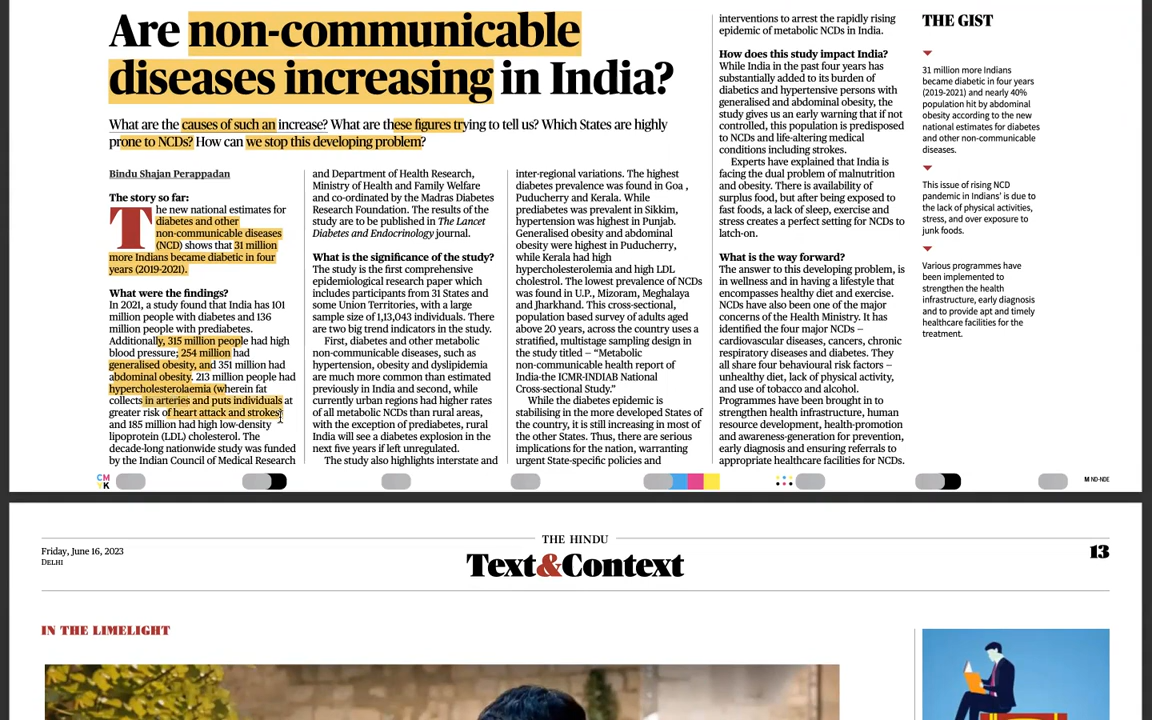 Are non-communicable
diseases increasing in India?
What are the causes of such an increase? What are these figures trying to tell us? Which States are highly
prone to NCDs? How can we stop this developing problem?
Bindu Shajan Perappadan
The story so far:
The new national estimates for
diabetes and other
non-communicable diseases
(NCD) shows that 31 million
more Indians became diabetic in four
years (2019-2021).
What were the findings?
In 2021, a study found that India has 101
million people with diabetes and 136
million people with prediabetes.
Additionally, 315 million people had high
blood pressure; 254 million had
generalised obesity, and 351 million had
abdominal obesity. 213 million people had
hypercholesterolaemia (wherein fat
collects in arteries and puts individuals at
greater risk of heart attack and strokes)
and 185 million had high low-density
lipoprotein (LDL) cholesterol. The
decade-long nationwide study was funded
by the Indian Council of Medical Research
and Department of Health Research,
Ministry of Health and Family Welfare
and co-ordinated by the Madras Diabetes
Research Foundation. The results of the
study are to be published in The Lancet
Diabetes and Endocrinology journal.
What is the significance of the study?
The study is the first comprehensive
epidemiological research paper which
includes participants from 31 States and
some Union Territories, with a large
sample size of 1,13,043 individuals. There
are two big trend indicators in the study.
First, diabetes and other metabolic
non-communicable diseases, such as
hypertension, obesity and dyslipidemia
are much more common than estimated
previously in India and second, while
currently urban regions had higher rates
of all metabolic NCDs than rural areas,
with the exception of prediabetes, rural
India will see a diabetes explosion in the
next five years if left unregulated.
The study also highlights interstate and
inter-regional variations. The highest
diabetes prevalence was found in Goa ,
Puducherry and Kerala. While
prediabetes was prevalent in Sikkim,
hypertension was highest in Punjab.
Generalised obesity and abdominal
obesity were highest in Puducherry,
while Kerala had high
hypercholesterolemia and high LDL
cholestrol. The lowest prevalence of NCDs
was found in U.P., Mizoram, Meghalaya
and Jharkhand. This cross-sectional,
population based survey of adults aged
above 20 years, across the country uses a
stratified, multistage sampling design in
the study titled – “Metabolic
non-communicable health report of
India-the ICMR-INDIAB National
Cross-sectional Study.”
While the diabetes epidemic is
stabilising in the more developed States of
the country, it is still increasing in most of
the other States. Thus, there are serious
implications for the nation, warranting
urgent State-specific policies and
interventions to arrest the rapidly rising
epidemic of metabolic NCDs in India.
How does this study impact India?
While India in the past four years has
substantially added to its burden of
diabetics and hypertensive persons with
generalised and abdominal obesity, the
study gives us an early warning that if not
controlled, this population is predisposed
to NCDs and life-altering medical
conditions including strokes.
Experts have explained that India is
facing the dual problem of malnutrition
and obesity. There is availability of
surplus food, but after being exposed to
fast foods, a lack of sleep, exercise and
stress creates a perfect setting for NCDs to
latch-on.
What is the way forward?
The answer to this developing problem, is
in wellness and in having a lifestyle that
encompasses healthy diet and exercise.
NCDs have also been one of the major
concerns of the Health Ministry. It has
identified the four major NCDs –
cardiovascular diseases, cancers, chronic
respiratory diseases and diabetes. They
all share four behavioural risk factors –
unhealthy diet, lack of physical activity,
and use of tobacco and alcohol.
Programmes have been brought in to
strengthen health infrastructure, human
resource development, health-promotion
and awareness-generation for prevention,
early diagnosis and ensuring referrals to
appropriate healthcare facilities for NCDs.
THE GIST
31 million more Indians
became diabetic in four years
(2019-2021) and nearly 40%
population hit by abdominal
obesity according to the new
national estimates for diabetes
and other non-communicable
diseases.
This issue of rising NCD
pandemic in Indians’ is due to
the lack of physical activities,
stress, and over exposure to
junk foods.
Various programmes have
been implemented to
strengthen the health
infrastructure, early diagnosis
and to provide apt and timely
healthcare facilities for the
treatment.
CM
YK
M ND-NDE
Friday, June 16, 2023
DELHI
THE HINDU
Text&Context
13
IN THE LIMELIGHT